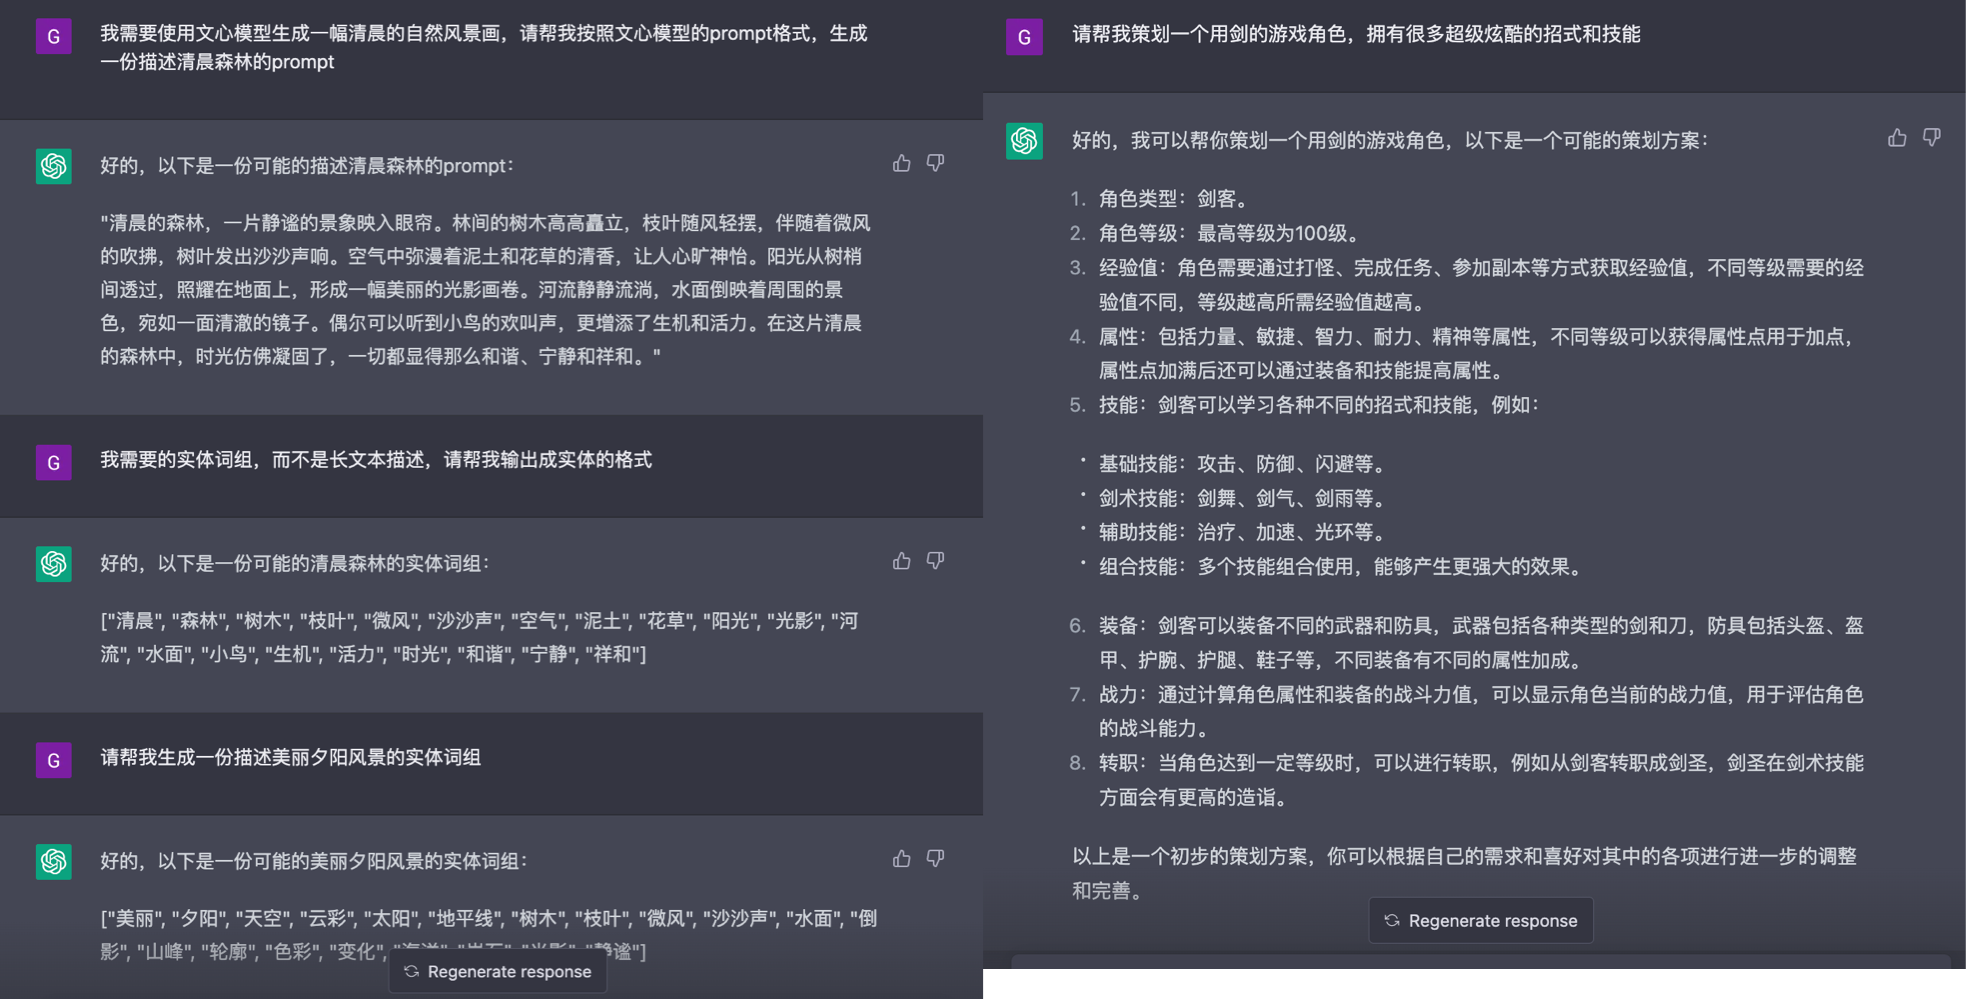 G
我需要使用文心模型生成一幅清晨的自然风景画，请帮我按照文心模型的prompt格式，生成
一份描述清晨森林的prompt
好的，以下是一份可能的描述清晨森林的prompt：
"清晨的森林，一片静谧的景象映入眼帘。林间的树木高高矗立，枝叶随风轻摆，伴随着微风
的吹拂，树叶发出沙沙声响。空气中弥漫着泥土和花草的清香，让人心旷神怡。阳光从树梢
间透过，照耀在地面上，形成一幅美丽的光影画卷。河流静静流淌，水面倒映着周围的景
色，宛如一面清澈的镜子。偶尔可以听到小鸟的欢叫声，更增添了生机和活力。在这片清晨
的森林中，时光仿佛凝固了，一切都显得那么和谐、宁静和祥和。"
G
我需要的实体词组，而不是长文本描述，请帮我输出成实体的格式
好的，以下是一份可能的清晨森林的实体词组：
["清晨", "森林", "树木", "枝叶", "微风", "沙沙声", "空气", "泥土", "花草", "阳光", "光影", "河
流", "水面", "小鸟", "生机", "活力", "时光", "和谐", "宁静", "祥和"]
G
请帮我生成一份描述美丽夕阳风景的实体词组
好的，以下是一份可能的美丽夕阳风景的实体词组：
["美丽", "夕阳", "天空", "云彩", "太阳", "地平线", "树木", "枝叶", "微风", "沙沙声", "水面", "倒
影", "山峰", "轮廓", "色彩", "变化", 静谧"]
Regenerate response
G
请帮我策划一个用剑的游戏角色，拥有很多超级炫酷的招式和技能
好的，我可以帮你策划一个用剑的游戏角色，以下是一个可能的策划方案：
1. 角色类型：剑客。
2. 角色等级：最高等级为100级。
3. 经验值：角色需要通过打怪、完成任务、参加副本等方式获取经验值，不同等级需要的经
验值不同，等级越高所需经验值越高。
4. 属性：包括力量、敏捷、智力、耐力、精神等属性，不同等级可以获得属性点用于加点，
属性点加满后还可以通过装备和技能提高属性。
5. 技能：剑客可以学习各种不同的招式和技能，例如：
• 基础技能：攻击、防御、闪避等。
• 剑术技能：剑舞、剑气、剑雨等。
• 辅助技能：治疗、加速、光环等。
• 组合技能：多个技能组合使用，能够产生更强大的效果。
6. 装备：剑客可以装备不同的武器和防具，武器包括各种类型的剑和刀，防具包括头盔、盔
甲、护腕、护腿、鞋子等，不同装备有不同的属性加成。
7. 战力：通过计算角色属性和装备的战斗力值，可以显示角色当前的战力值，用于评估角色
的战斗能力。
8. 转职：当角色达到一定等级时，可以进行转职，例如从剑客转职成剑圣，剑圣在剑术技能
方面会有更高的造诣。
以上是一个初步的策划方案，你可以根据自己的需求和喜好对其中的各项进行进一步的调整
和完善。
Regenerate response